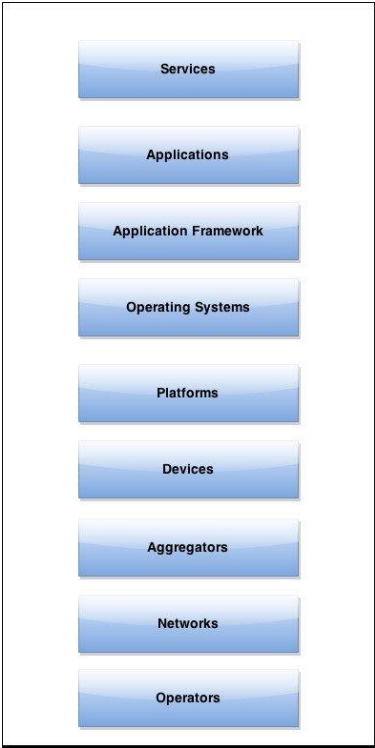 Services
Applications
Application Framework
Operating Systems
Platforms
Devices
Aggregators
Networks
Operators